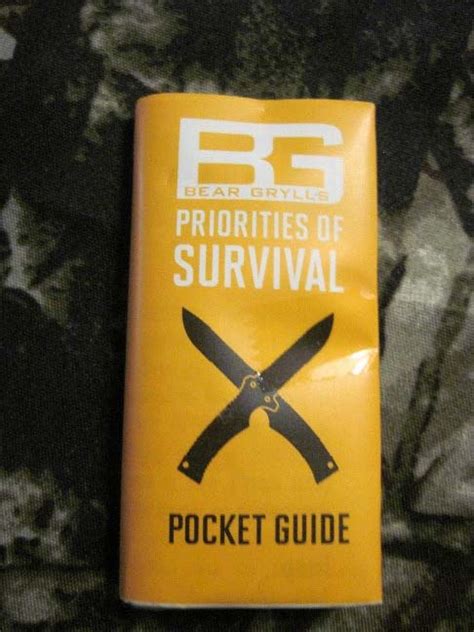 BG
BEAR GRYLLS
PRIORITIES OF
SURVIVAL
POCKET GUIDE